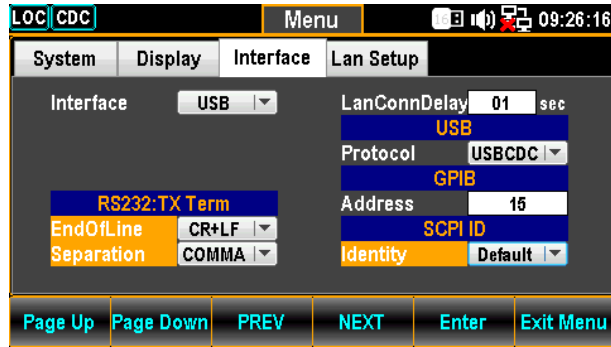 LOC CDC Menu 16E 09:26:16
System Display Interface Lan Setup
Interface USB LanConnDelay 01 sec
USB
Protocol USBCDC
GPIB
RS232:TX Term Address 15
EndOfLine CR+LF SCPI ID
Separation COMMA Identity Default
Page Up Page Down PREV NEXT Enter Exit Menu